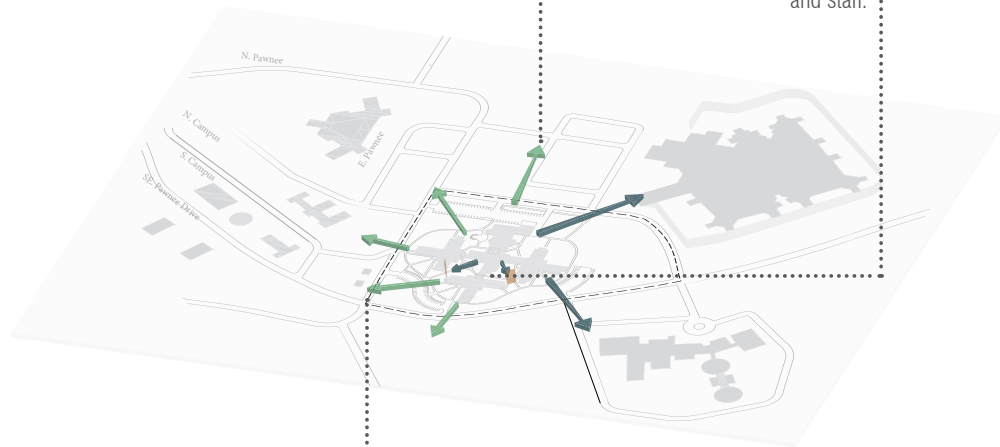 and staff.
N. Pawnee
N. Campus
E. Pawnee
S. Campus
SE. Pawnee Drive